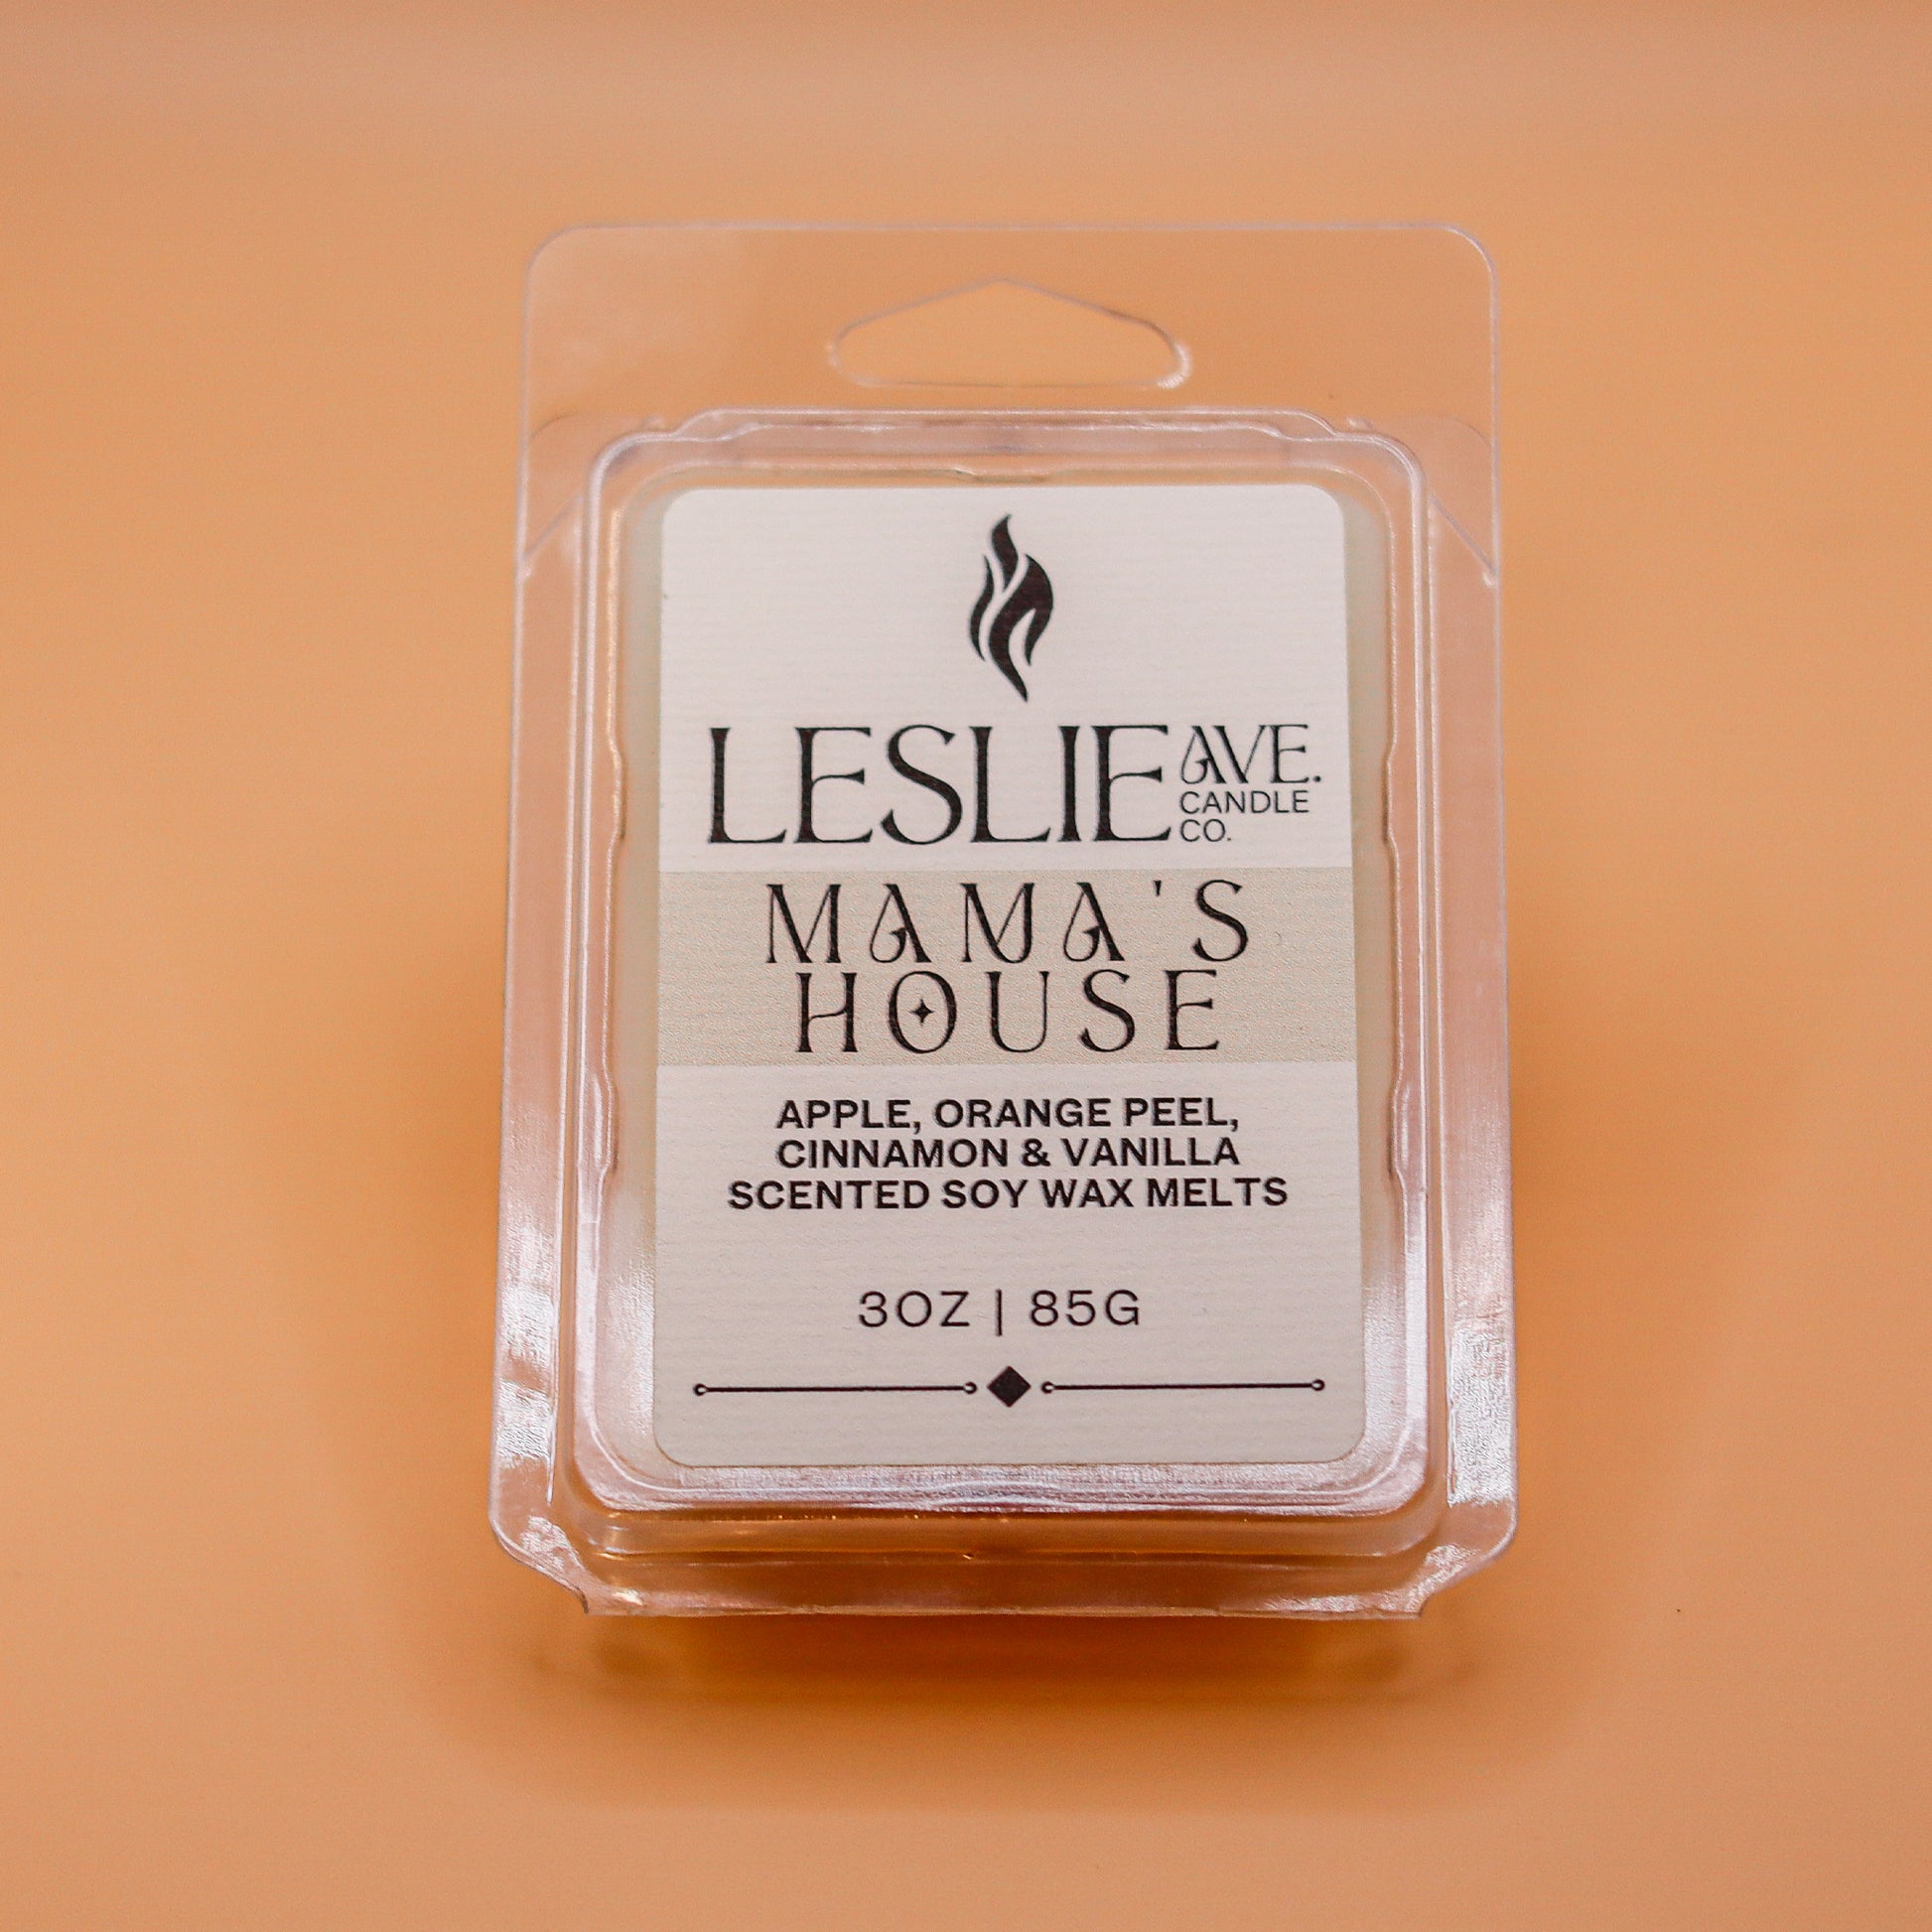 LESLIE AVE.
CANDLE
CO.
MAMA'S
HOUSE
APPLE, ORANGE PEEL,
CINNAMON & VANILLA
SCENTED SOY WAX MELTS
3OZ | 85G